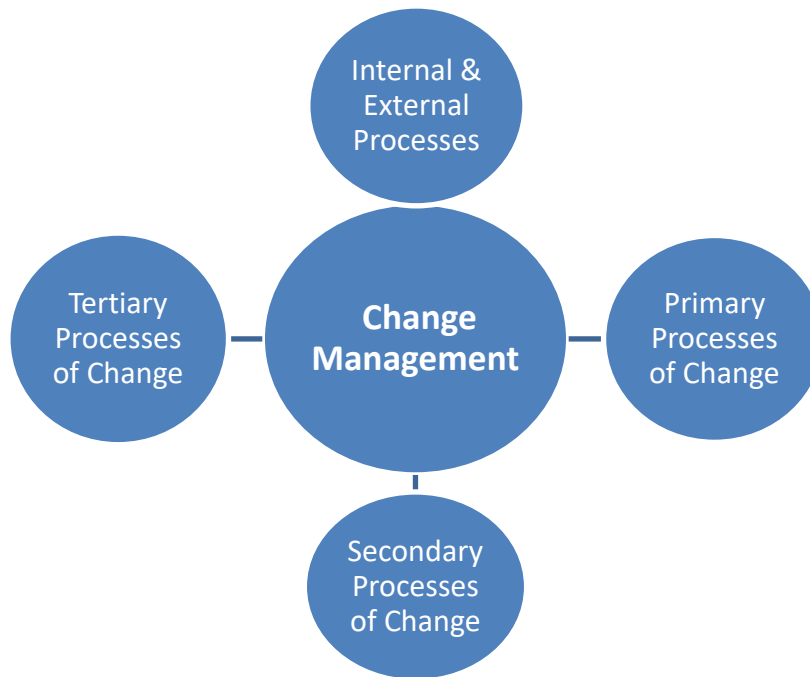 Internal &
External
Processes
Tertiary
Processes
of Change
Change
Management
Primary
Processes
of Change
Secondary
Processes
of Change